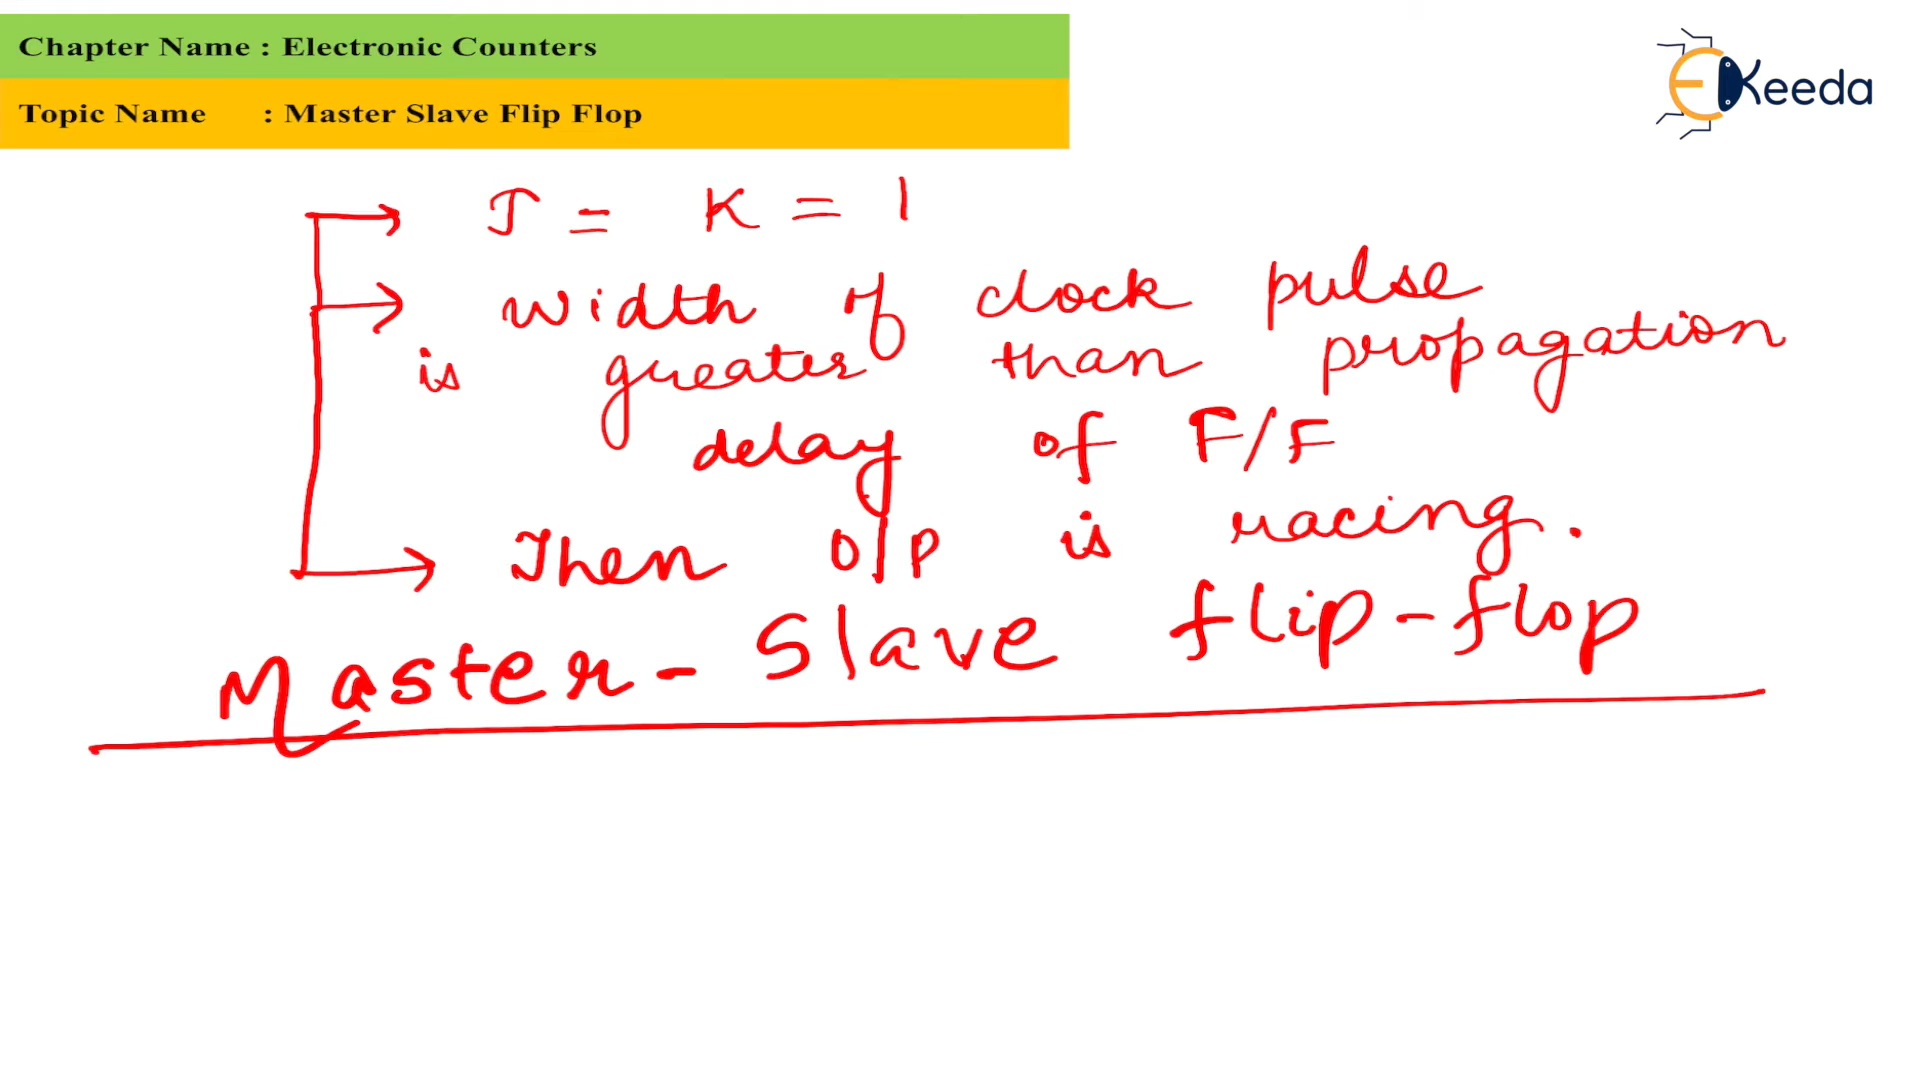 Chapter Name : Electronic Counters
Topic Name : Master Slave Flip Flop
EKeeda
J = K = 1
width of clock pulse
is greater than propagation
delay of F/F
Then O/P is racing.
Master - Slave flip - flop